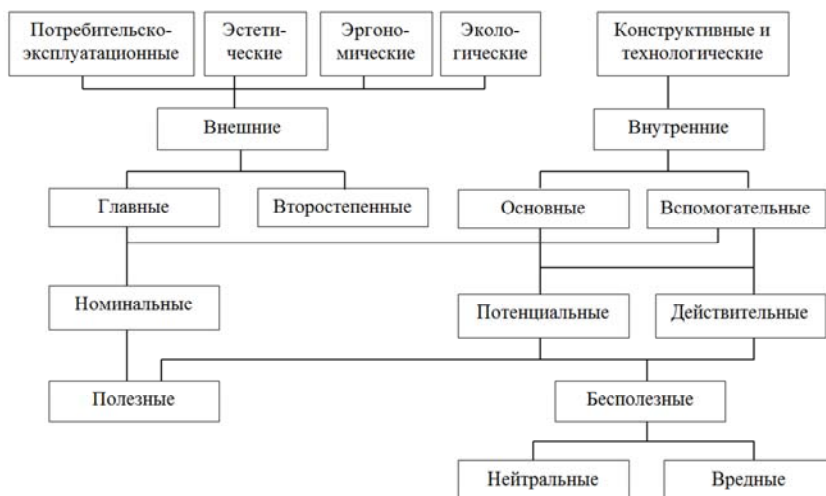 Потребительско-
эксплуатационные
Эстети-
ческие
Эргоно-
мические
Эколо-
гические
Конструктивные и
технологические
Внешние
Внутренние
Главные
Второстепенные
Основные
Вспомогательные
Номинальные
Потенциальные
Действительные
Полезные
Бесполезные
Нейтральные
Вредные